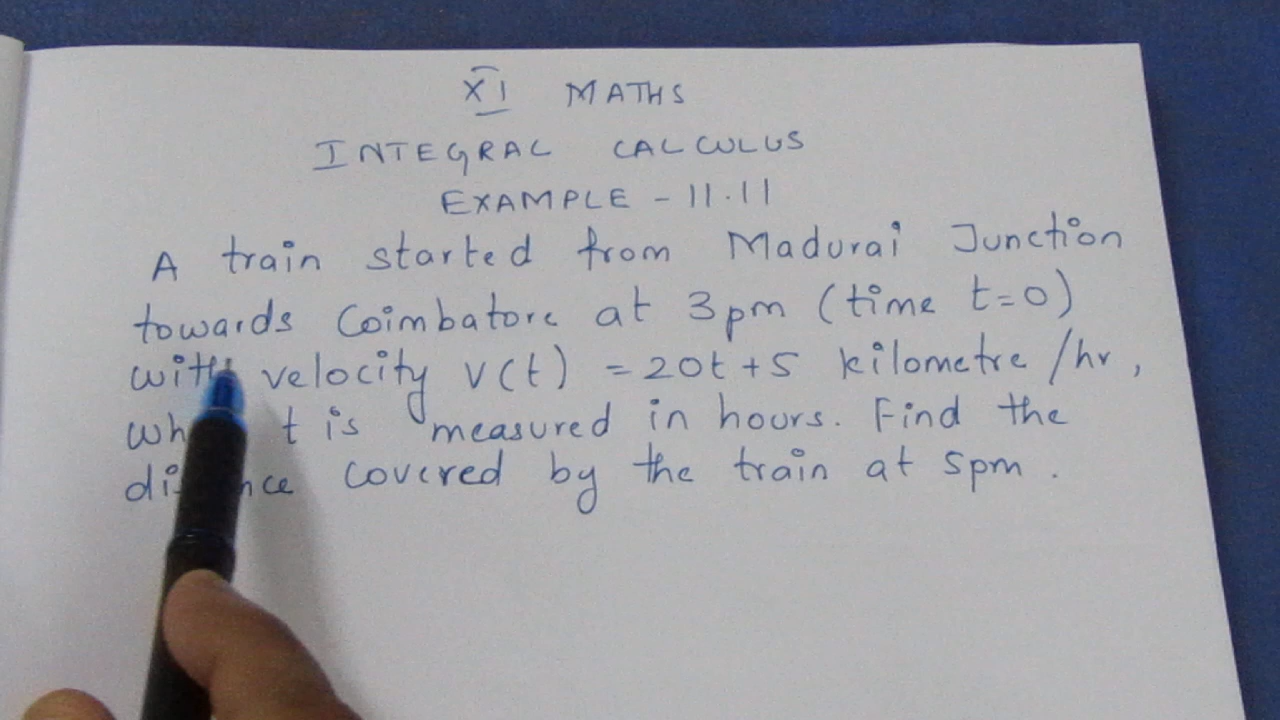 XI MATHS
INTEGRAL CALCULUS
EXAMPLE - 11.11
A train started from Madurai Junction
towards Coimbatore at 3pm (time t=0)
with velocity v(t) = 20t+5 kilometre/hr,
t is measured in hours. Find the
covered by the train at 5pm.